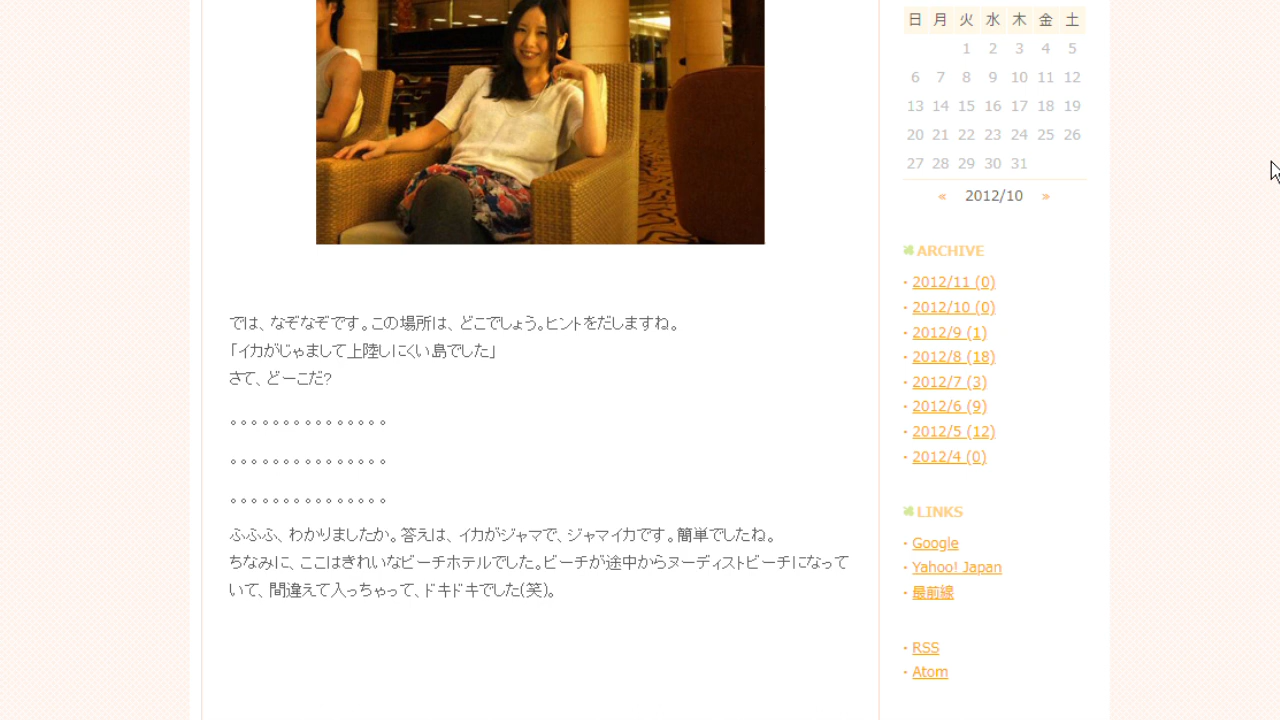 では、なぞなぞです。この場所は、どこでしょう。ヒントをだしますね。
「イカがじゃまして上陸しにくい島でした」
さて、どーこだ?
。。。。。。。。。。。。。。。
。。。。。。。。。。。。。。。
。。。。。。。。。。。。。。。
ふふふ、わかりましたか。答えは、イカがジャマで、ジャマイカです。簡単でしたね。
ちなみに、ここはきれいなビーチホテルでした。ビーチが途中からヌーディストビーチになって
いて、間違えて入っちゃって、ドキドキでした(笑)。
日 月 火 水 木 金 土
1 2 3 4 5
6 7 8 9 10 11 12
13 14 15 16 17 18 19
20 21 22 23 24 25 26
27 28 29 30 31
« 2012/10 »
ARCHIVE
- 2012/11 (0)
- 2012/10 (0)
- 2012/9 (1)
- 2012/8 (18)
- 2012/7 (3)
- 2012/6 (9)
- 2012/5 (12)
- 2012/4 (0)
LINKS
- Google
- Yahoo! Japan
- 最前線
- RSS
- Atom